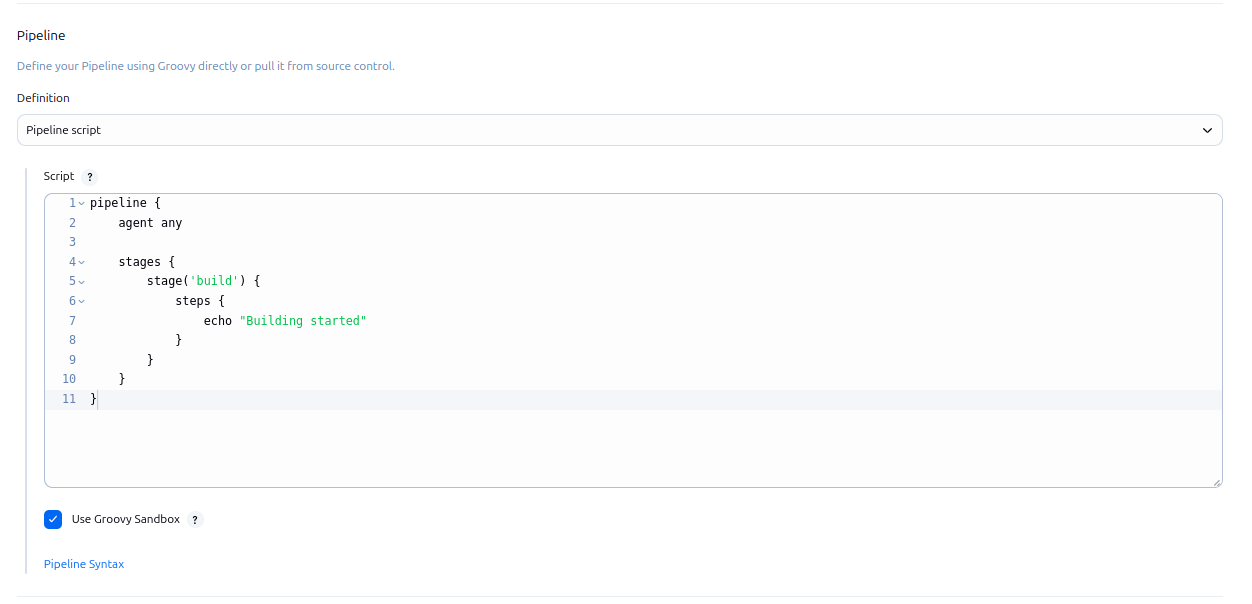 Pipeline
Define your Pipeline using Groovy directly or pull it from source control.
Definition
Pipeline script
Script ?
1 pipeline {
2     agent any
3
4     stages {
5         stage('build') {
6             steps {
7                 echo "Building started"
8             }
9         }
10     }
11 }
Use Groovy Sandbox ?
Pipeline Syntax